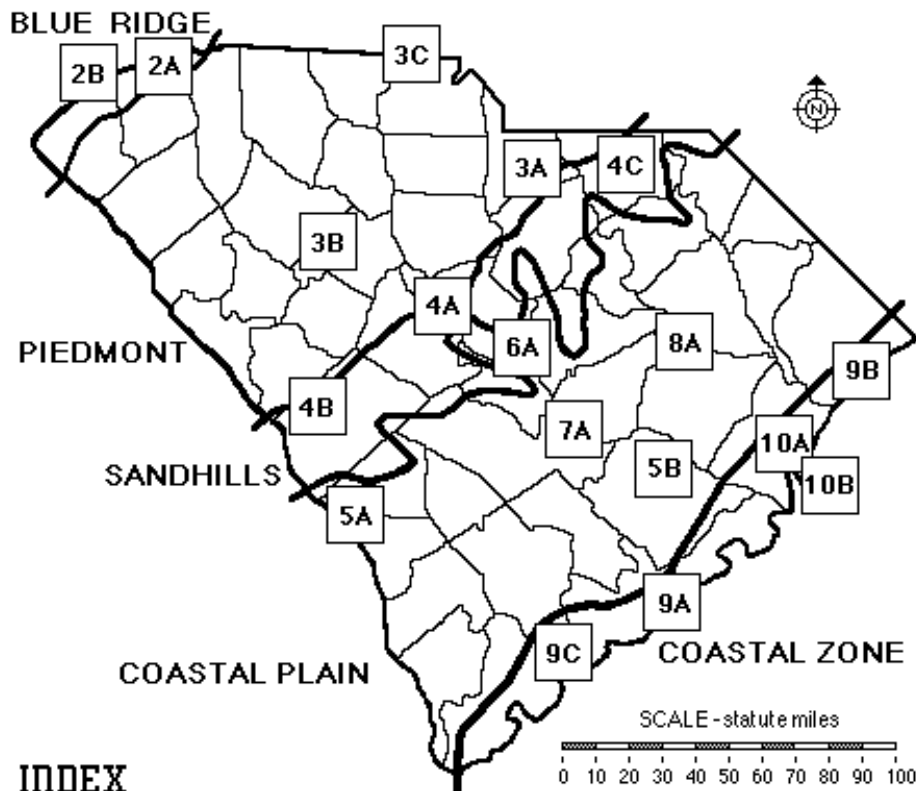 BLUE RIDGE
2B
2A
3C
N
3A
4C
3B
4A
6A
8A
PIEDMONT
9B
4B
7A
10A
SANDHILLS
5B
10B
5A
9A
9C
COASTAL ZONE
COASTAL PLAIN
SCALE - statute miles
INDEX
0 10 20 30 40 50 60 70 80 90 100